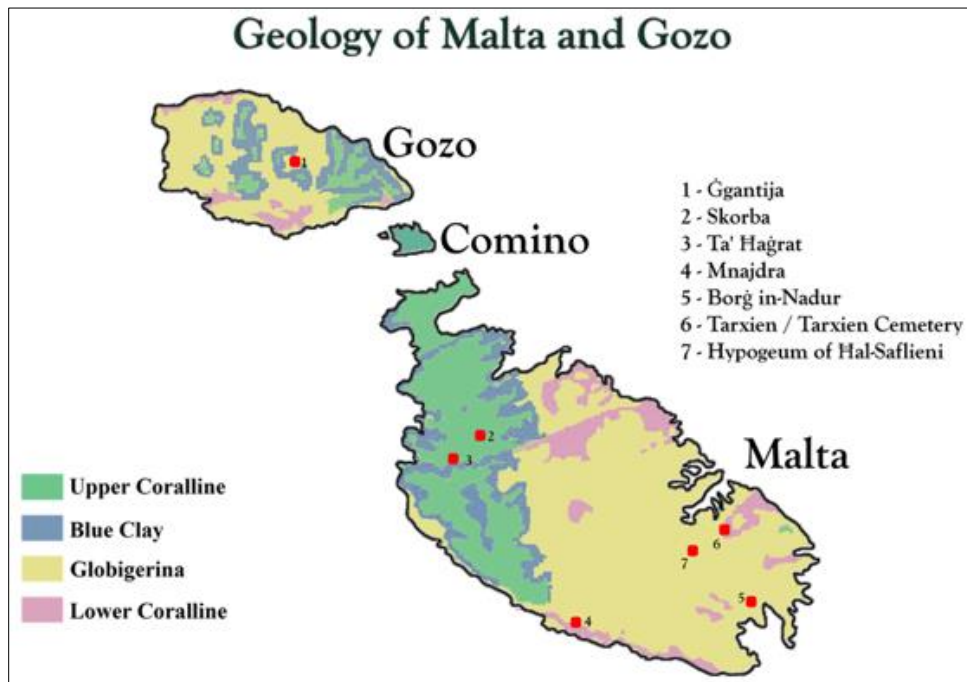 Geology of Malta and Gozo
Gozo
1
Comino
1 - Ġgantija
2 - Skorba
3 - Ta' Ħaġrat
4 - Mnajdra
5 - Borġ in-Nadur
6 - Tarxien / Tarxien Cemetery
7 - Hypogeum of Ħal-Saflieni
2
3
Malta
Upper Coralline
Blue Clay
Globigerina
Lower Coralline
6
7
5
4